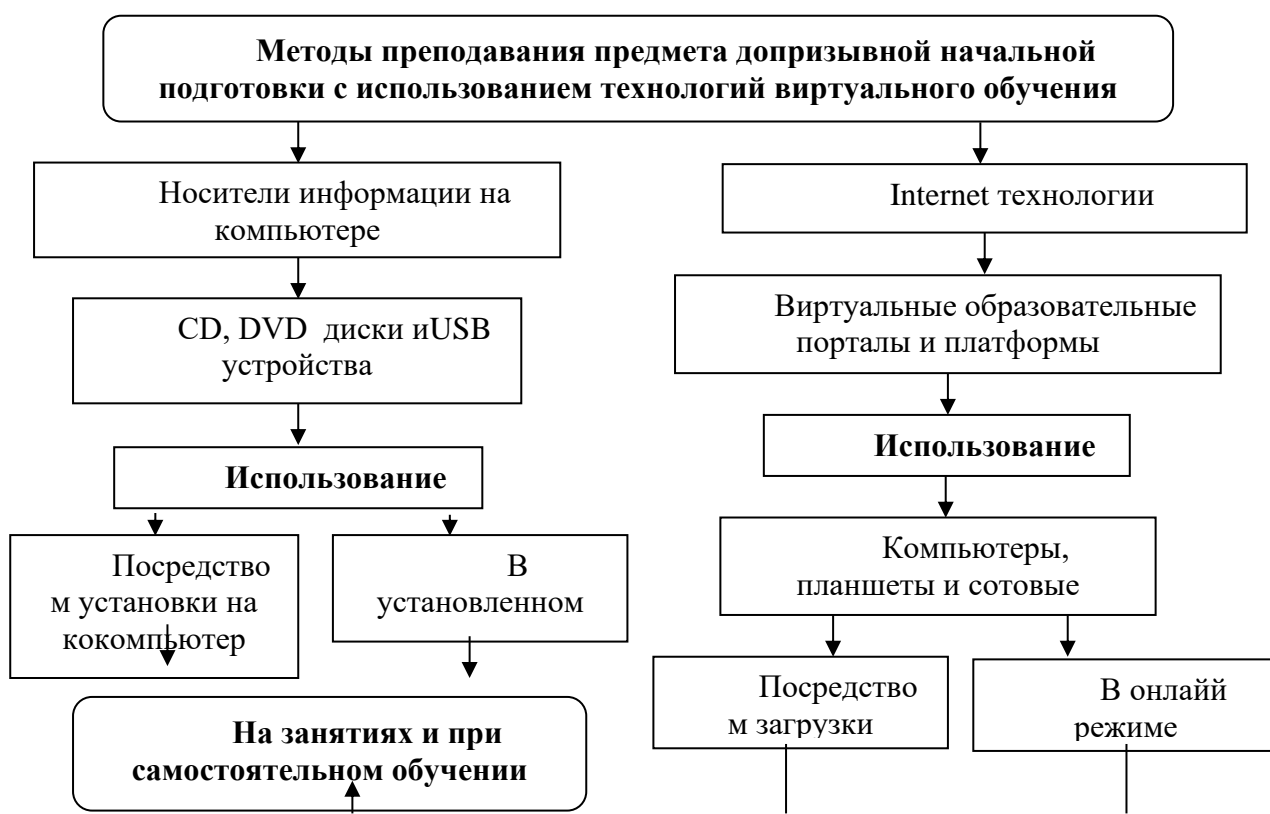 Методы преподавания предмета допризывной начальной
подготовки с использованием технологий виртуального обучения
Носители информации на
компьютере
CD, DVD диски иUSB
устройства
Использование
Посредство
м установки на
кокомпьютер
В
установленном
На занятиях и при
самостоятельном обучении
Internet технологии
Виртуальные образовательные
порталы и платформы
Использование
Компьютеры,
планшеты и сотовые
Посредство
м загрузки
В онлайй
режиме